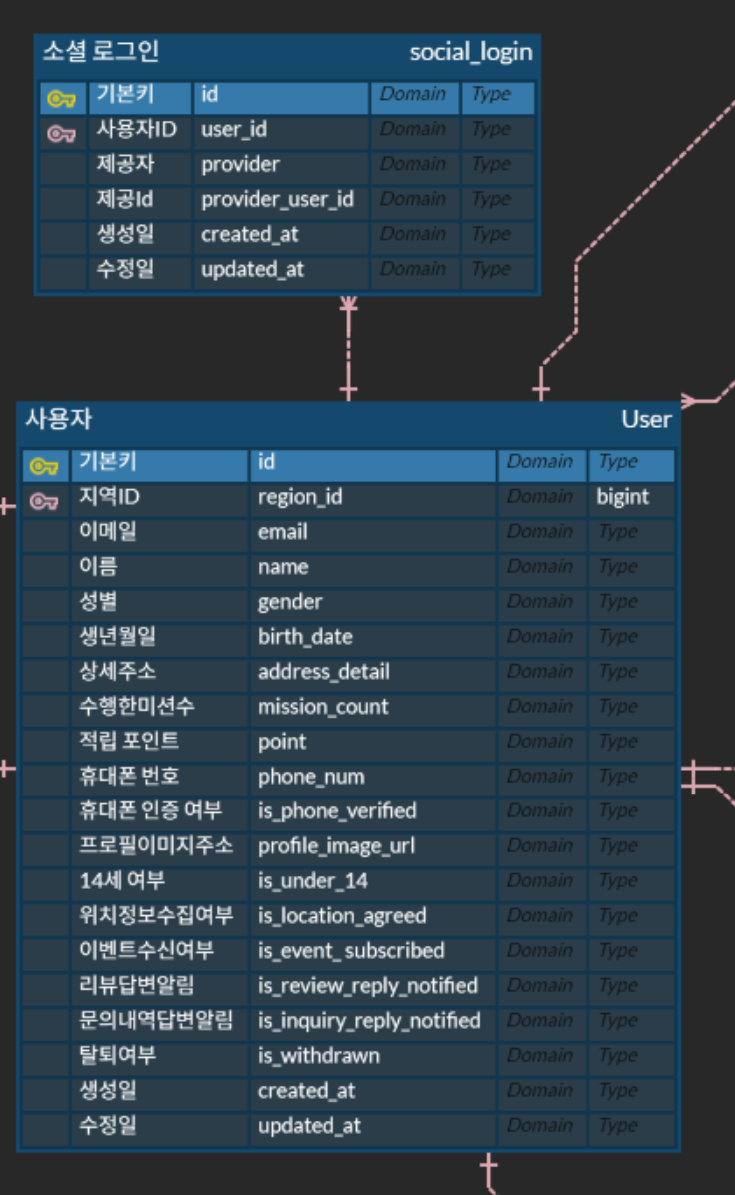 소셜 로그인 social_login
기본키 id Domain Type
사용자ID user_id Domain Type
제공자 provider Domain Type
제공Id provider_user_id Domain Type
생성일 created_at Domain Type
수정일 updated_at Domain Type
사용자 User
기본키 id Domain Type
지역ID region_id Domain bigint
이메일 email Domain Type
이름 name Domain Type
성별 gender Domain Type
생년월일 birth_date Domain Type
상세주소 address_detail Domain Type
수행한미션수 mission_count Domain Type
적립 포인트 point Domain Type
휴대폰 번호 phone_num Domain Type
휴대폰 인증 여부 is_phone_verified Domain Type
프로필이미지주소 profile_image_url Domain Type
14세 여부 is_under_14 Domain Type
위치정보수집여부 is_location_agreed Domain Type
이벤트수신여부 is_event_ subscribed Domain Type
리뷰답변알림 is_review_reply_notified Domain Type
문의내역답변알림 is_inquiry_reply_notified Domain Type
탈퇴여부 is_withdrawn Domain Type
생성일 created_at Domain Type
수정일 updated_at Domain Type